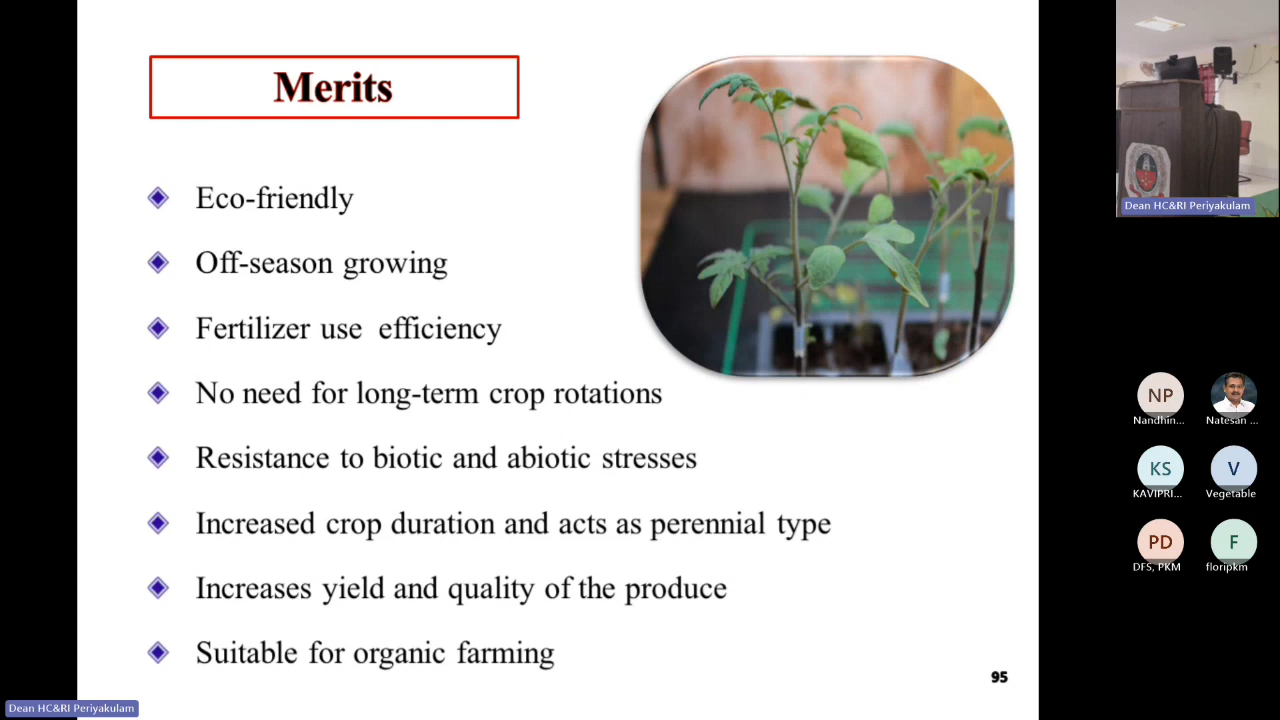 Merits
Eco-friendly
Off-season growing
Fertilizer use efficiency
No need for long-term crop rotations
Resistance to biotic and abiotic stresses
Increased crop duration and acts as perennial type
Increases yield and quality of the produce
Suitable for organic farming
95
Dean HC&RI Periyakulam
Dean HC&RI Periyakulam
NP
Nandhin...
Natesan ...
KS
KAVIPRI...
V
Vegetable
PD
DFS, PKM
F
floripkm